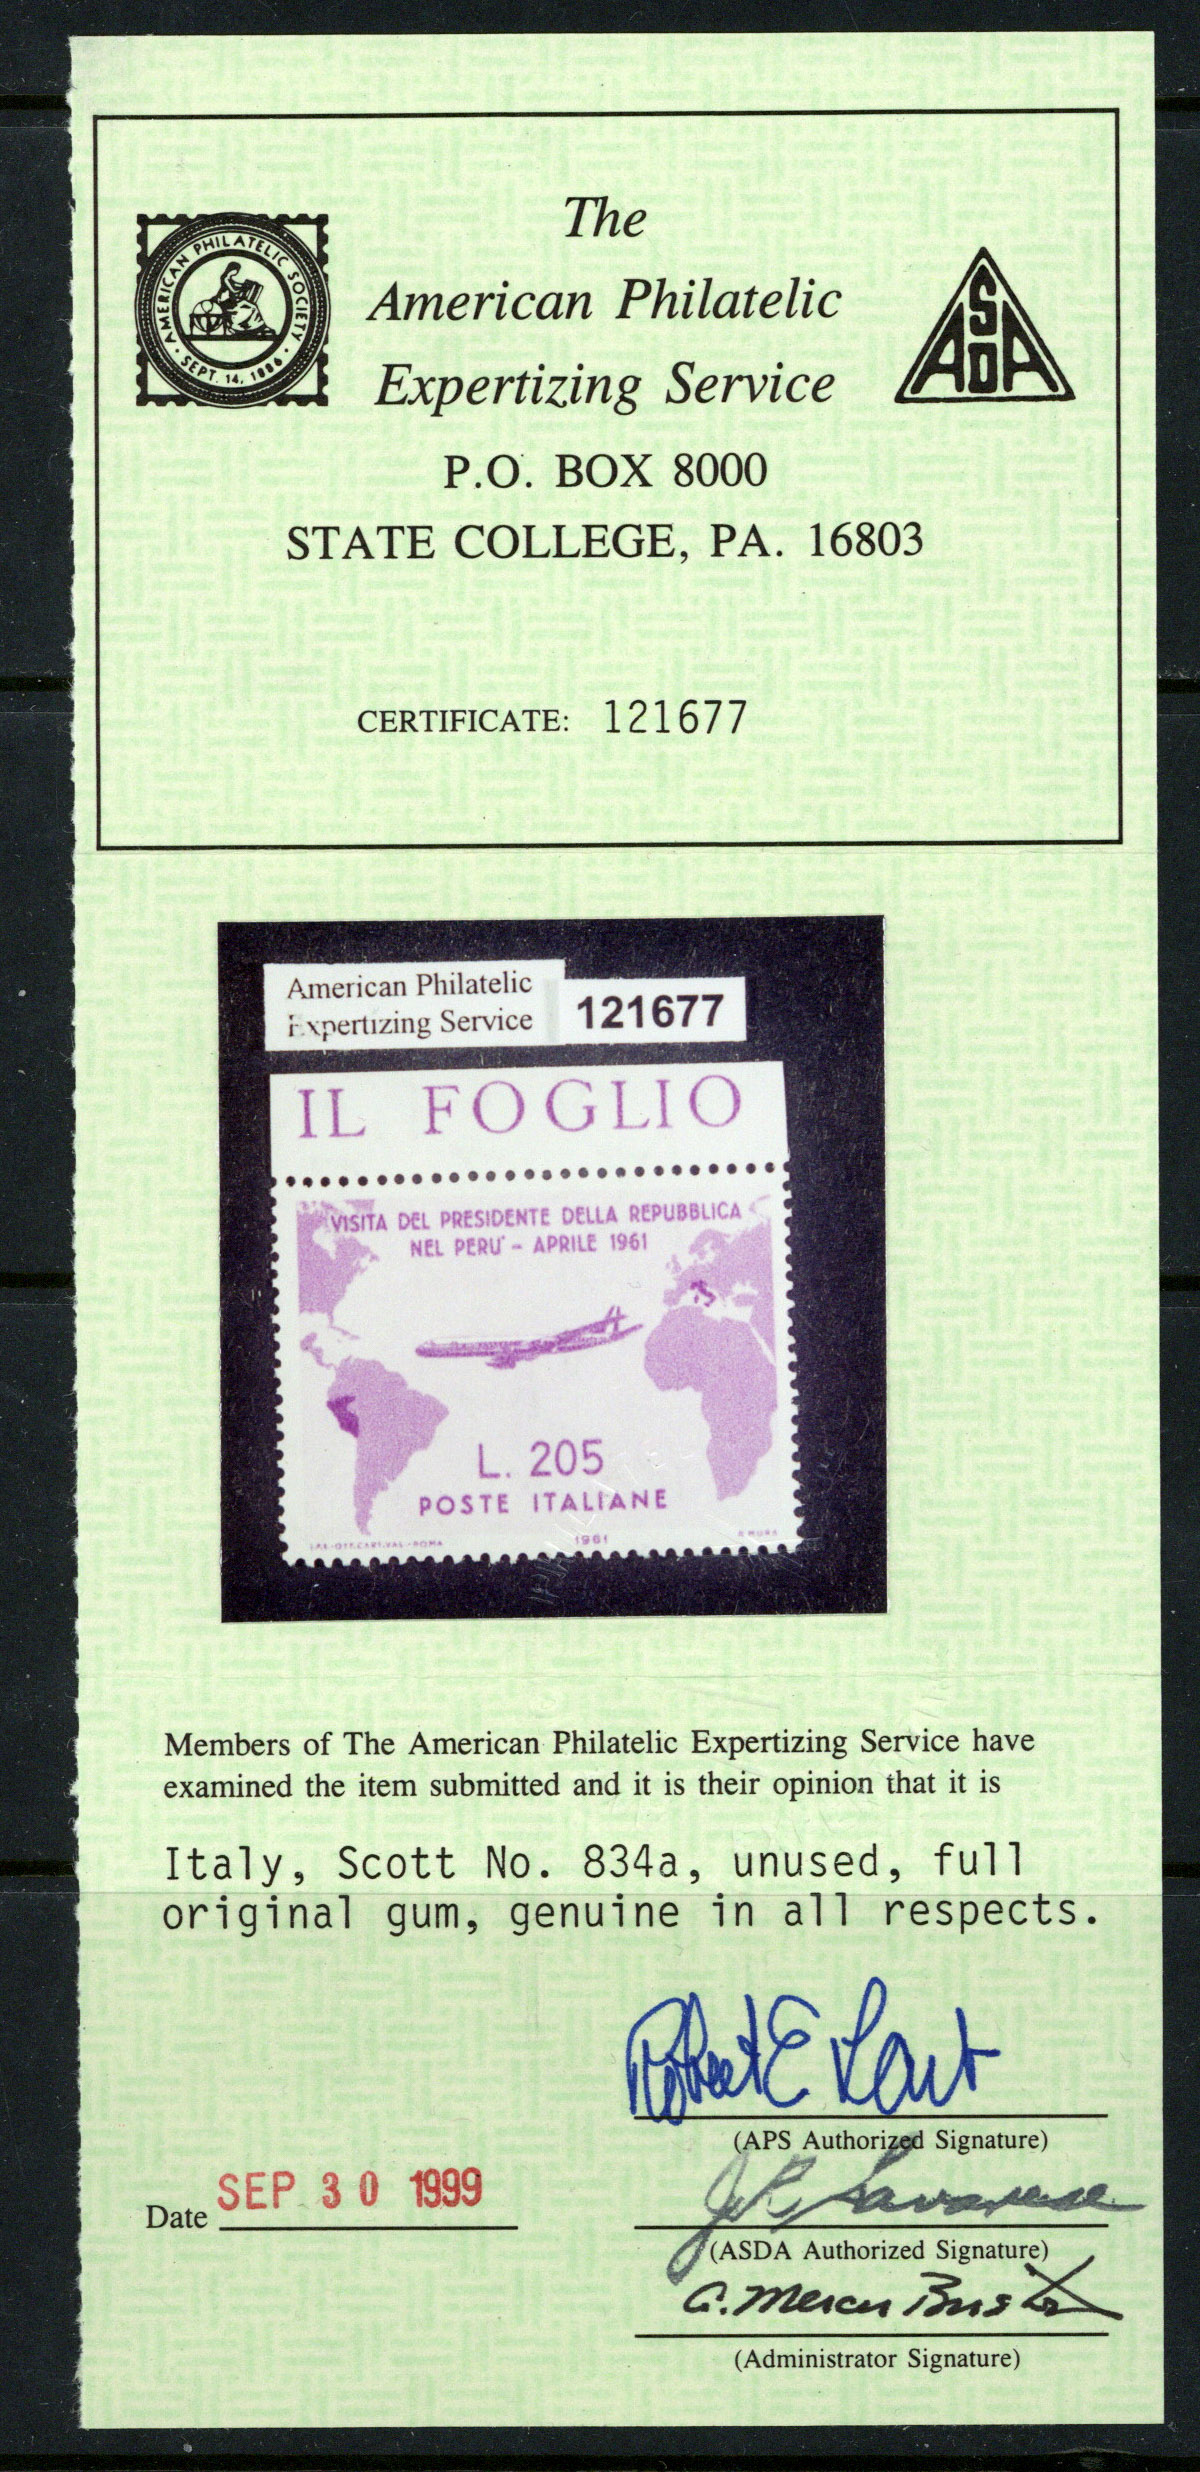 The
American Philatelic
Expertizing Service
AMERICAN PHILATELIC SOCIETY
SEPT. 14, 1886
ASDA
P.O. BOX 8000
STATE COLLEGE, PA. 16803
CERTIFICATE: 121677
American Philatelic
Expertizing Service 121677
IL FOGLIO
VISITA DEL PRESIDENTE DELLA REPUBBLICA
NEL PERU' - APRILE 1961
L. 205
POSTE ITALIANE
1961
Members of The American Philatelic Expertizing Service have
examined the item submitted and it is their opinion that it is
Italy, Scott No. 834a, unused, full
original gum, genuine in all respects.
Robert E
(APS Authorized Signature)
Date SEP 30 1999
(ASDA Authorized Signature)
(Administrator Signature)